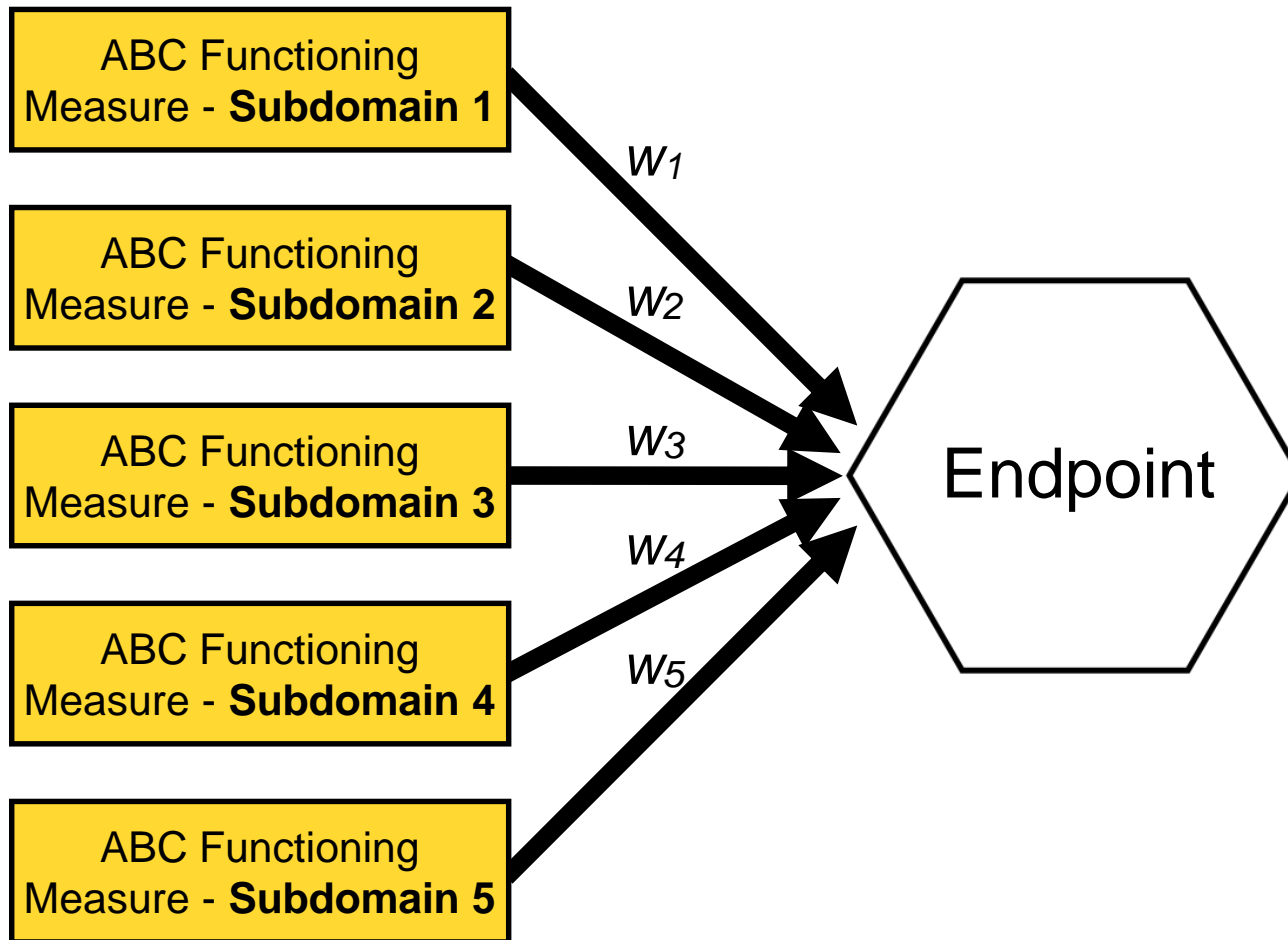 ABC Functioning
Measure - Subdomain 1
w1
ABC Functioning
Measure - Subdomain 2
w2
ABC Functioning
Measure - Subdomain 3
w3
Endpoint
ABC Functioning
Measure - Subdomain 4
w4
ABC Functioning
Measure - Subdomain 5
w5